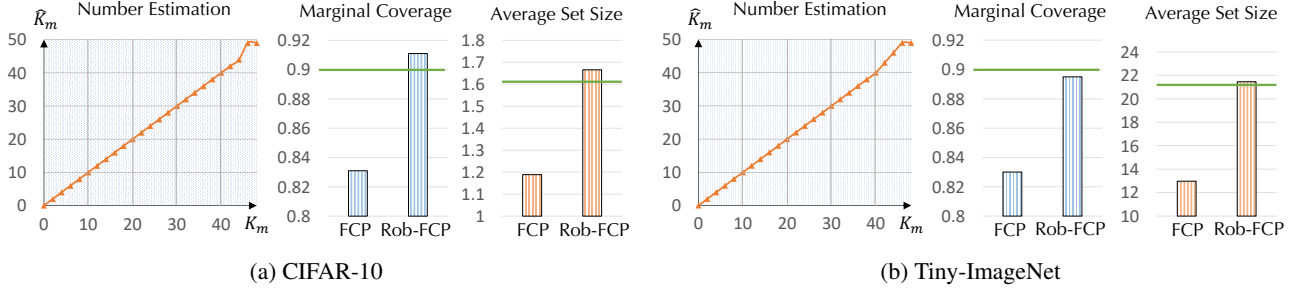 Number Estimation
K̂_m
50
40
30
20
10
0
0 10 20 30 40
K_m
Marginal Coverage
0.92
0.9
0.88
0.86
0.84
0.82
0.8
FCP Rob-FCP
Average Set Size
1.8
1.7
1.6
1.5
1.4
1.3
1.2
1.1
1
FCP Rob-FCP
(a) CIFAR-10
Number Estimation
K̂_m
50
40
30
20
10
0
0 10 20 30 40
K_m
Marginal Coverage
0.92
0.9
0.88
0.86
0.84
0.82
0.8
FCP Rob-FCP
Average Set Size
24
22
20
18
16
14
12
10
FCP Rob-FCP
(b) Tiny-ImageNet